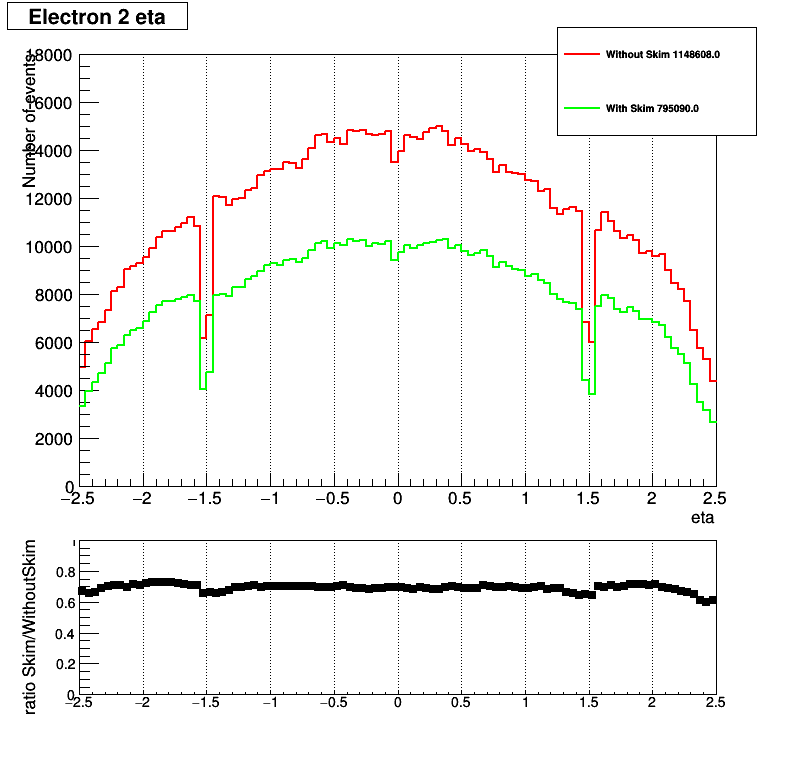 Electron 2 eta
Number of events
18000
16000
14000
12000
10000
8000
6000
4000
2000
0
Without Skim 1148608.0
With Skim 795090.0
−2.5 −2 −1.5 −1 −0.5 0 0.5 1 1.5 2 2.5
eta
ratio Skim/WithoutSkim
1
0.8
0.6
0.4
0.2
0
−2.5 −2 −1.5 −1 −0.5 0 0.5 1 1.5 2 2.5